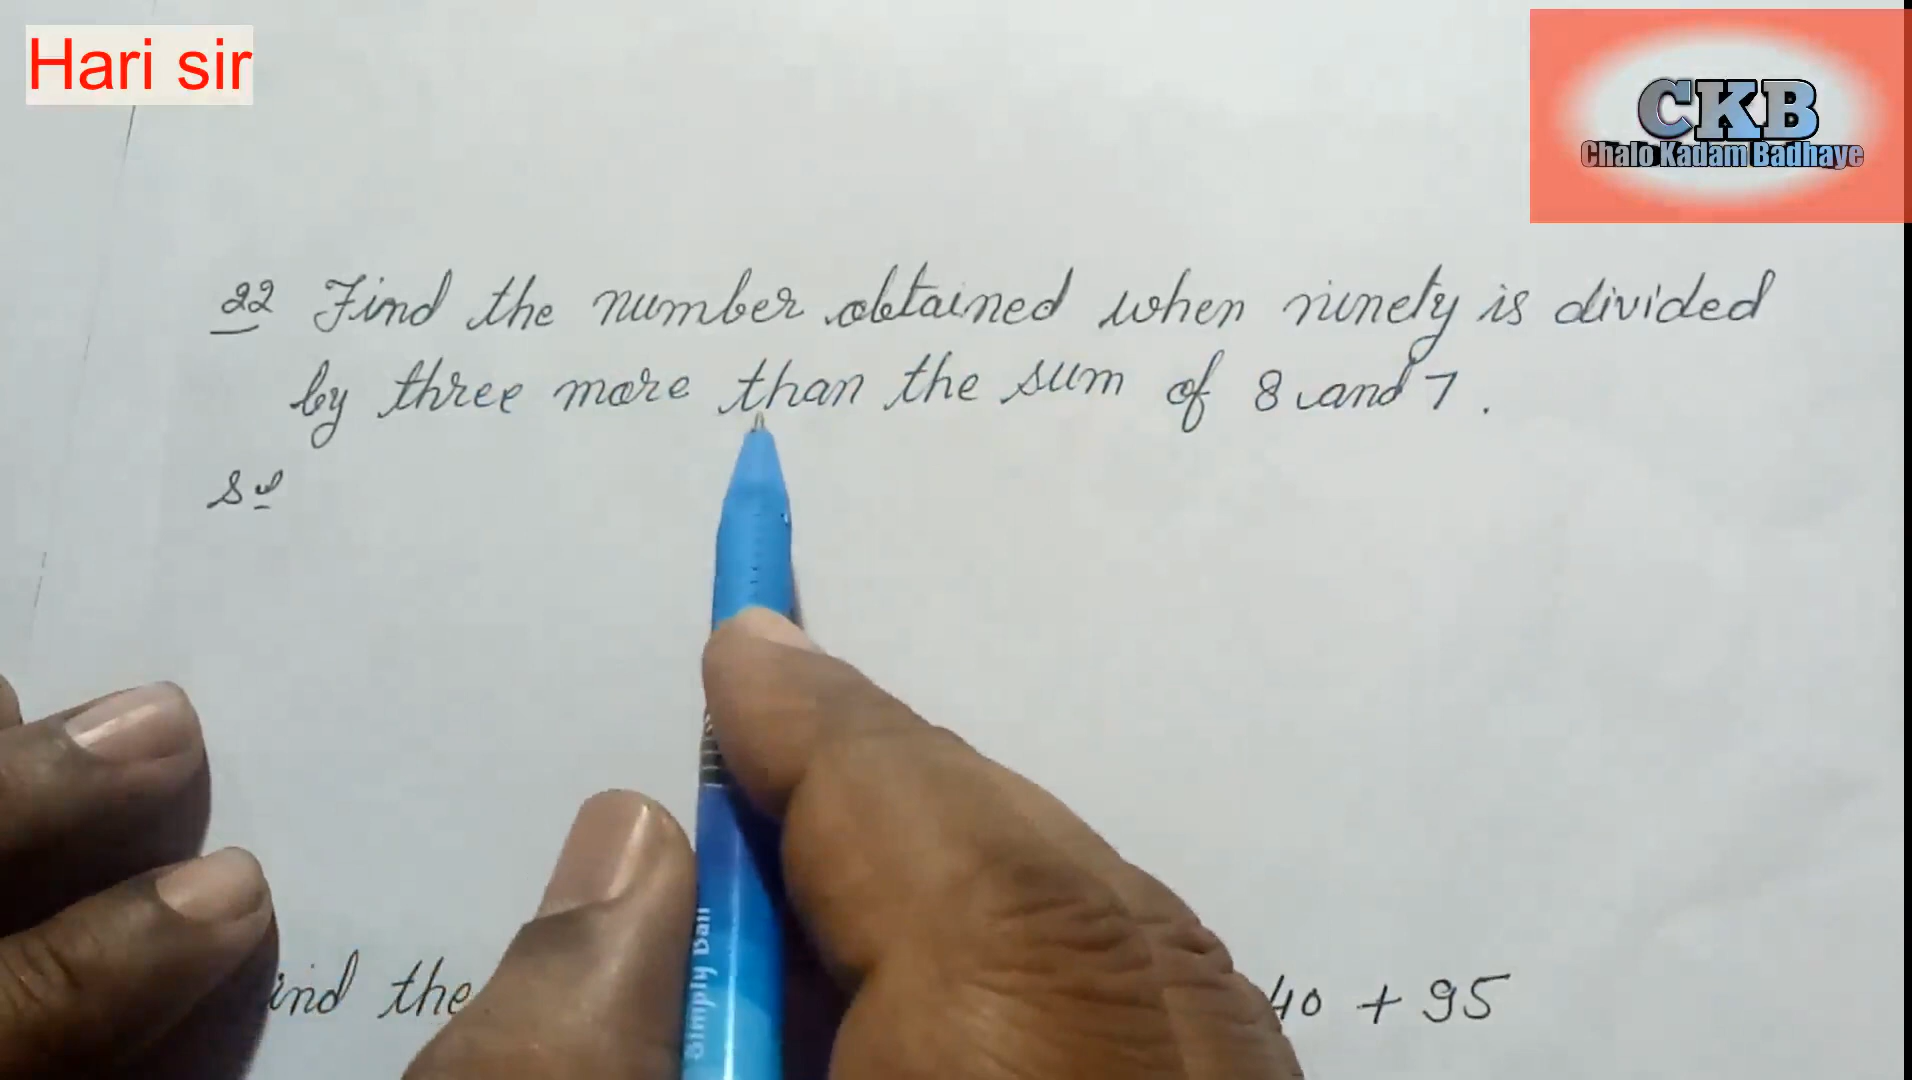 Hari sir
CKB
Chalo Kadam Badhaye
22 Find the number obtained when ninety is divided
by three more than the sum of 8 and 7.
Sol
Simply Ball
ind the 40 + 95